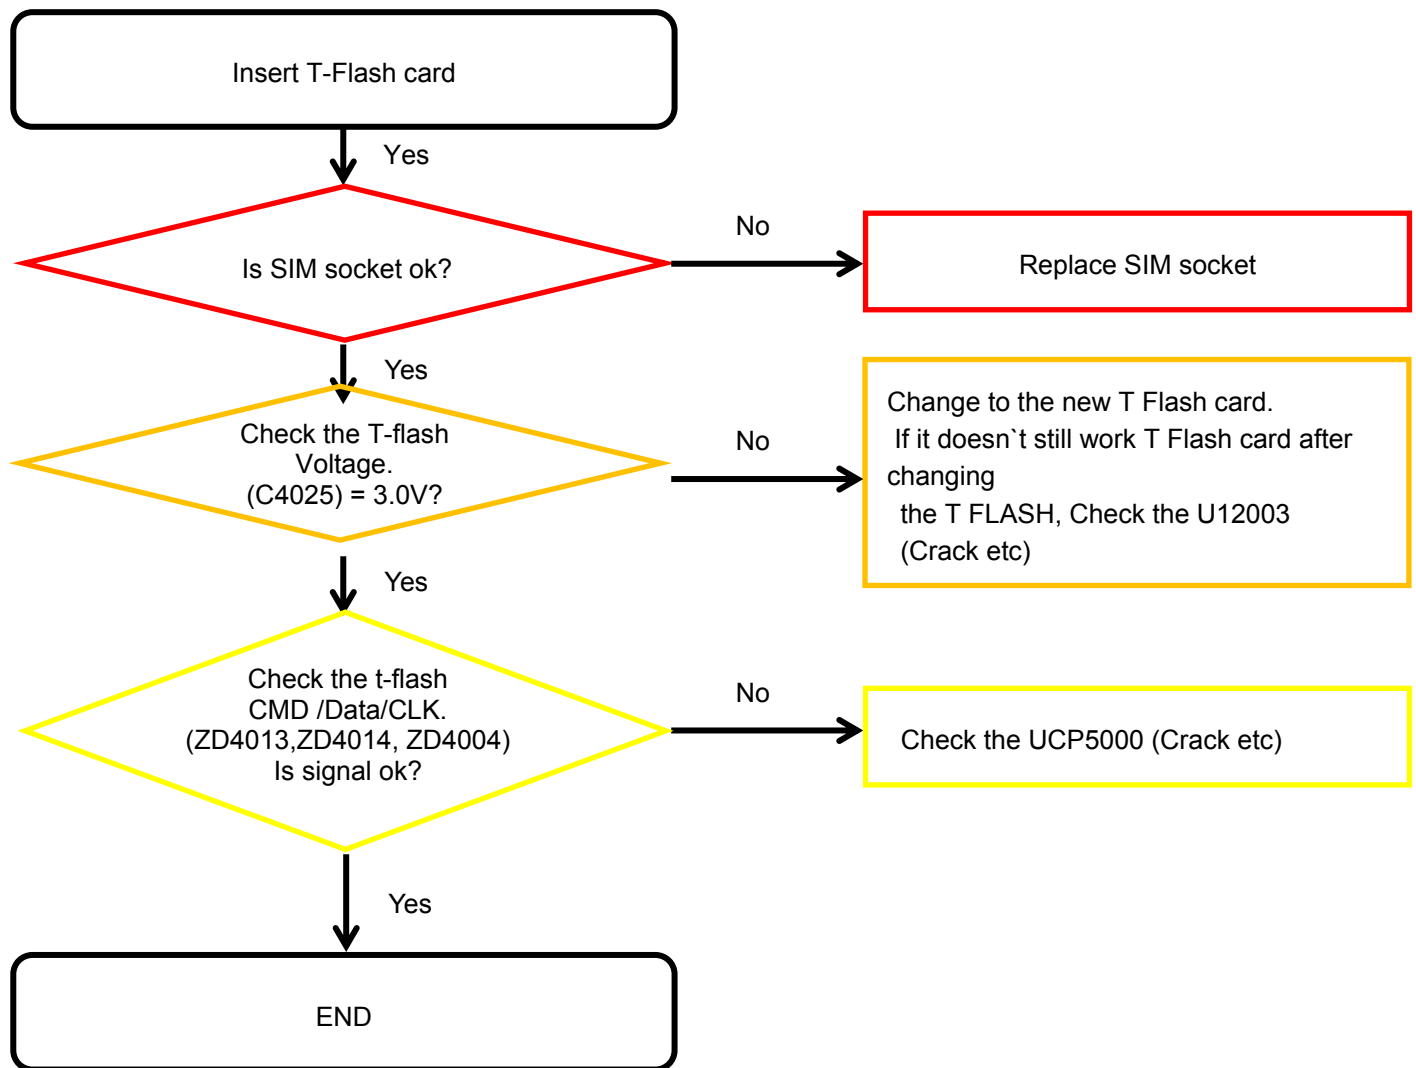 Insert T-Flash card
Yes
Is SIM socket ok?
No
Replace SIM socket
Yes
Check the T-flash
Voltage.
(C4025) = 3.0V?
No
Change to the new T Flash card.
If it doesn`t still work T Flash card after
changing
the T FLASH, Check the U12003
(Crack etc)
Yes
Check the t-flash
CMD /Data/CLK.
(ZD4013,ZD4014, ZD4004)
Is signal ok?
No
Check the UCP5000 (Crack etc)
Yes
END